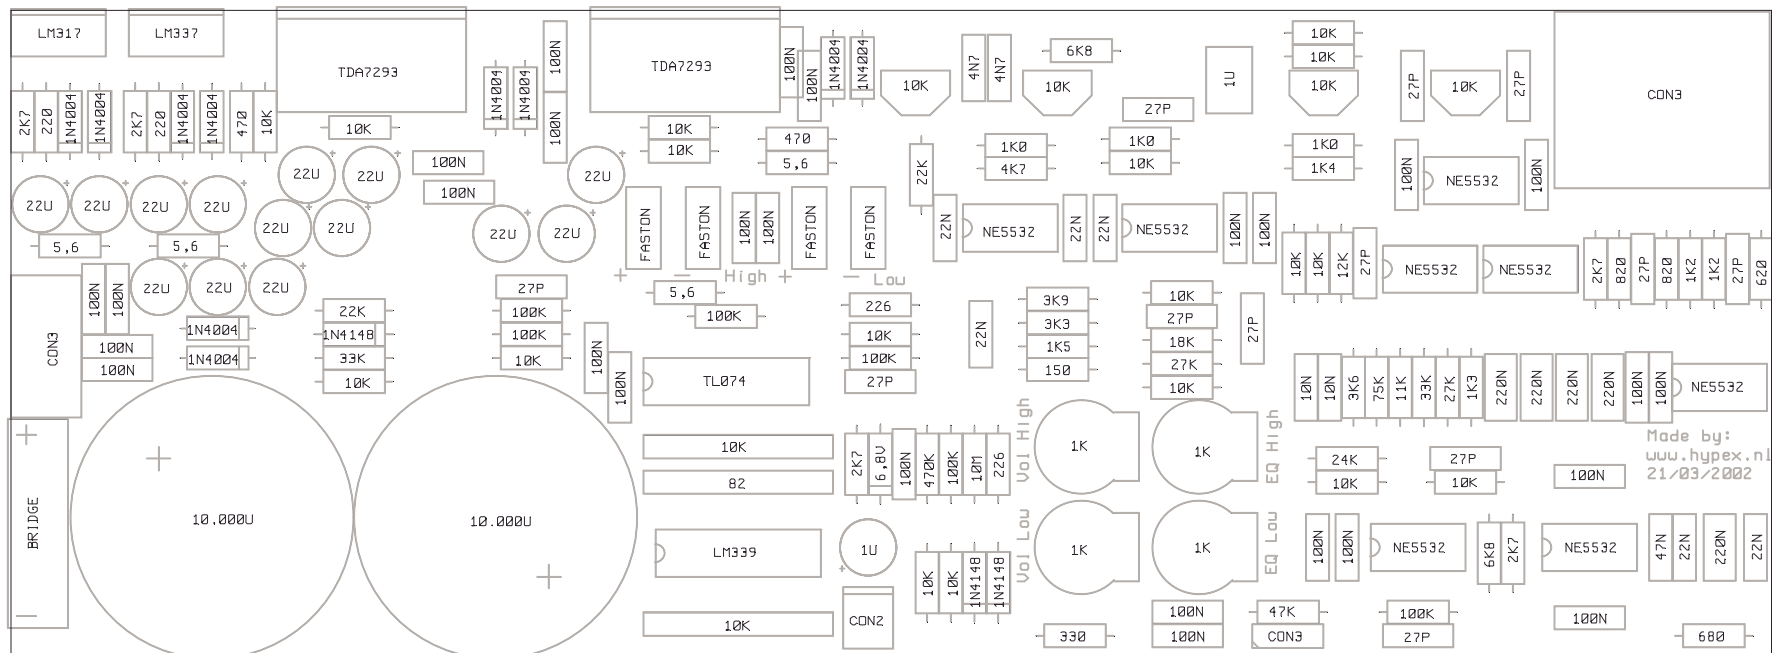 LM317 LM337 TDA7293 100N TDA7293 100N 100N 1N4004 1N4004 10K 4N7 4N7 6K8 10K 1U 10K 10K 10K 27P 10K 27P CON3
2K7 220 1N4004 1N4004 2K7 220 1N4004 1N4004 470 10K 10K 1N4004 1N4004 100N 10K 10K 470 5,6 27P
22U 22U 100N 100N 22U 22K 1K0 4K7 1K0 10K 1K0 1K4 100N NE5532 100N
22U 22U 22U 22U 22U 22U 22U 22U FASTON FASTON 100N 100N FASTON FASTON 22N NE5532 22N 22N NE5532 100N 100N
5,6 5,6 + − High + − Low 10K 10K 12K 27P NE5532 NE5532 2K7 820 27P 820 1K2 1K2 27P 620
100N 100N 22U 22U 22U 27P 5,6 226 3K9 10K
22K 100K 100K 3K3 27P 27P
CON3 1N4004 1N4148 100K 10K 22N 1K5 18K
100N 1N4004 33K 10K 100N 100K 150 27K
100N 10K 100N TL074 27P 10K 10N 10N 3K6 75K 11K 33K 27K 1K3 220N 220N 220N 220N 100N 100N NE5532
+ + 10K Vol High 1K 1K EQ High Made by:
24K 27P www.hypex.nl
82 2K7 6,8V 100N 470K 100K 10M 226 10K 10K 100N 21/03/2002
BRIDGE 10.000U 10.000U
LM339 1U Vol Low 1K 1K EQ Low 100N 100N NE5532 6K8 2K7 NE5532 47N 22N 220N 22N
− + 10K 10K 1N4148 1N4148
10K CON2 100N 47K 100K 100N
330 100N CON3 27P 680